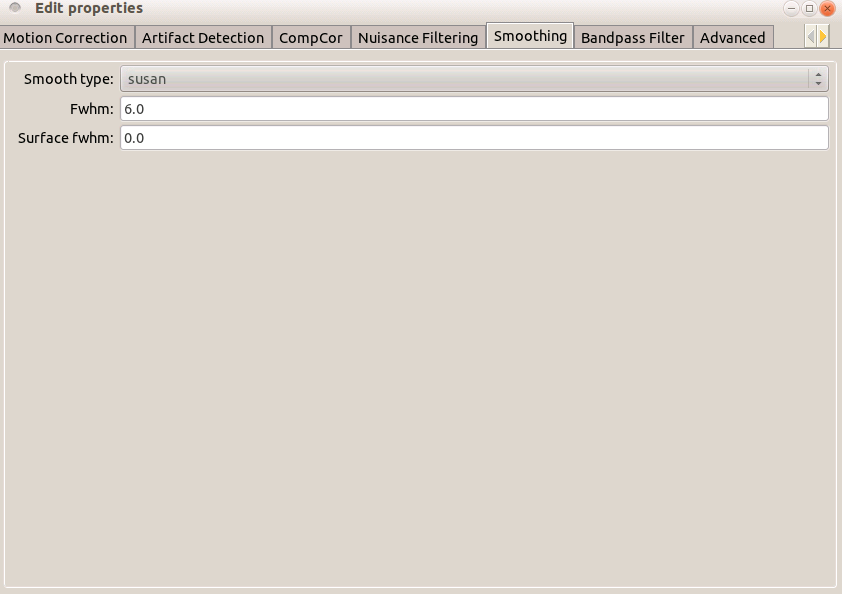 Edit properties
Motion Correction Artifact Detection CompCor Nuisance Filtering Smoothing Bandpass Filter Advanced
Smooth type: susan
Fwhm: 6.0
Surface fwhm: 0.0